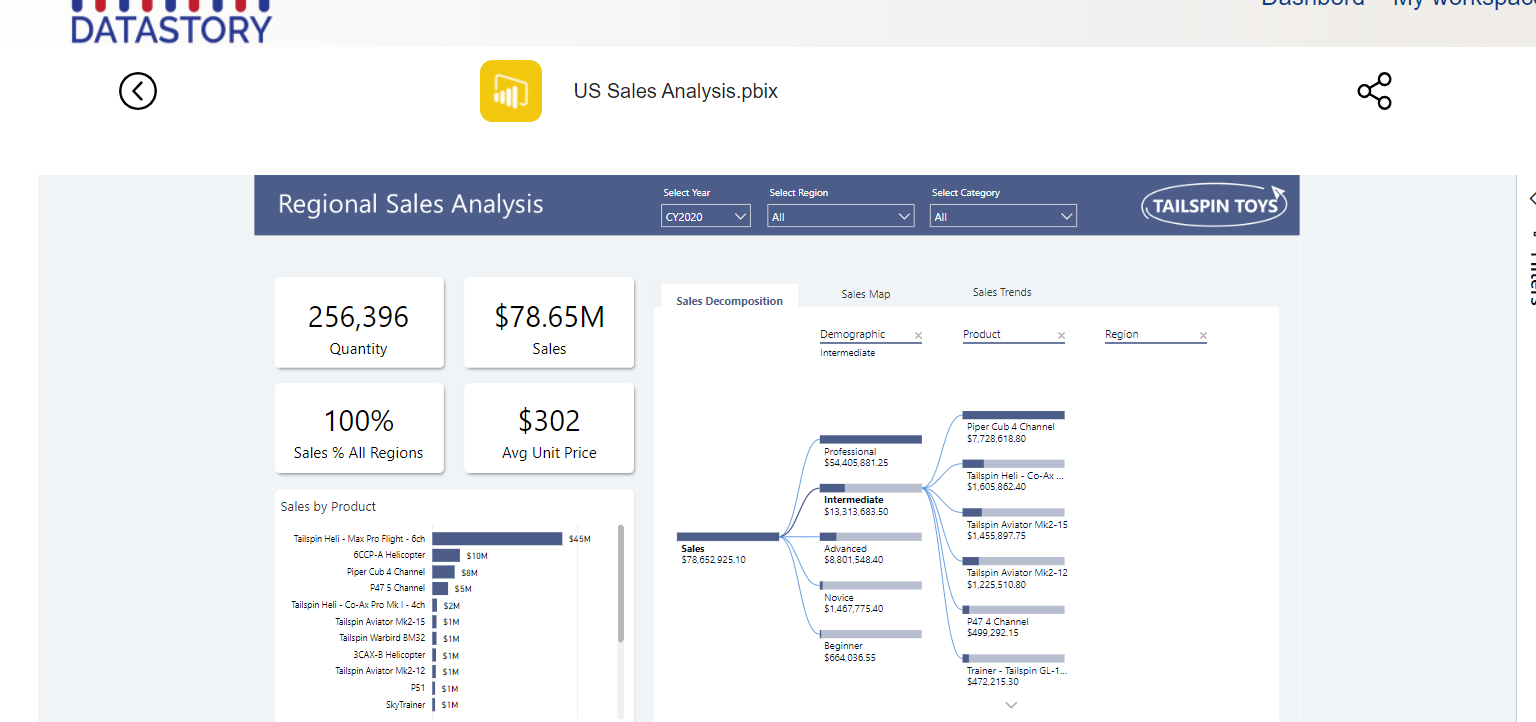 Dashbord
DATASTORY
US Sales Analysis.pbix
Regional Sales Analysis
Select Year
Select Region
Select Category
CY2020
All
All
TAILSPIN TOYS
256,396
Quantity
$78.65M
Sales
100%
Sales % All Regions
$302
Avg Unit Price
Sales by Product
Tailspin Heli - Max Pro Flight - 6ch $45M
6CCP-A Helicopter $10M
Piper Cub 4 Channel $8M
P47 5 Channel $5M
Tailspin Heli - Co-Ax Pro Mk I - 4ch $2M
Tailspin Aviator Mk2-15 $1M
Tailspin Warbird BM32 $1M
3CAX-B Helicopter $1M
Tailspin Aviator Mk2-12 $1M
P51 $1M
SkyTrainer $1M
Sales Decomposition
Sales Map
Sales Trends
Demographic
Intermediate
Product
Region
Sales
$78,652,925.10
Professional
$54,405,881.25
Intermediate
$13,313,683.50
Advanced
$8,801,548.40
Novice
$1,467,775.40
Beginner
$664,036.55
Piper Cub 4 Channel
$7,728,618.80
Tailspin Heli - Co-Ax ...
$1,605,862.40
Tailspin Aviator Mk2-15
$1,455,897.75
Tailspin Aviator Mk2-12
$1,225,510.80
P47 4 Channel
$499,292.15
Trainer - Tailspin GL-1...
$472,215.30
Filters